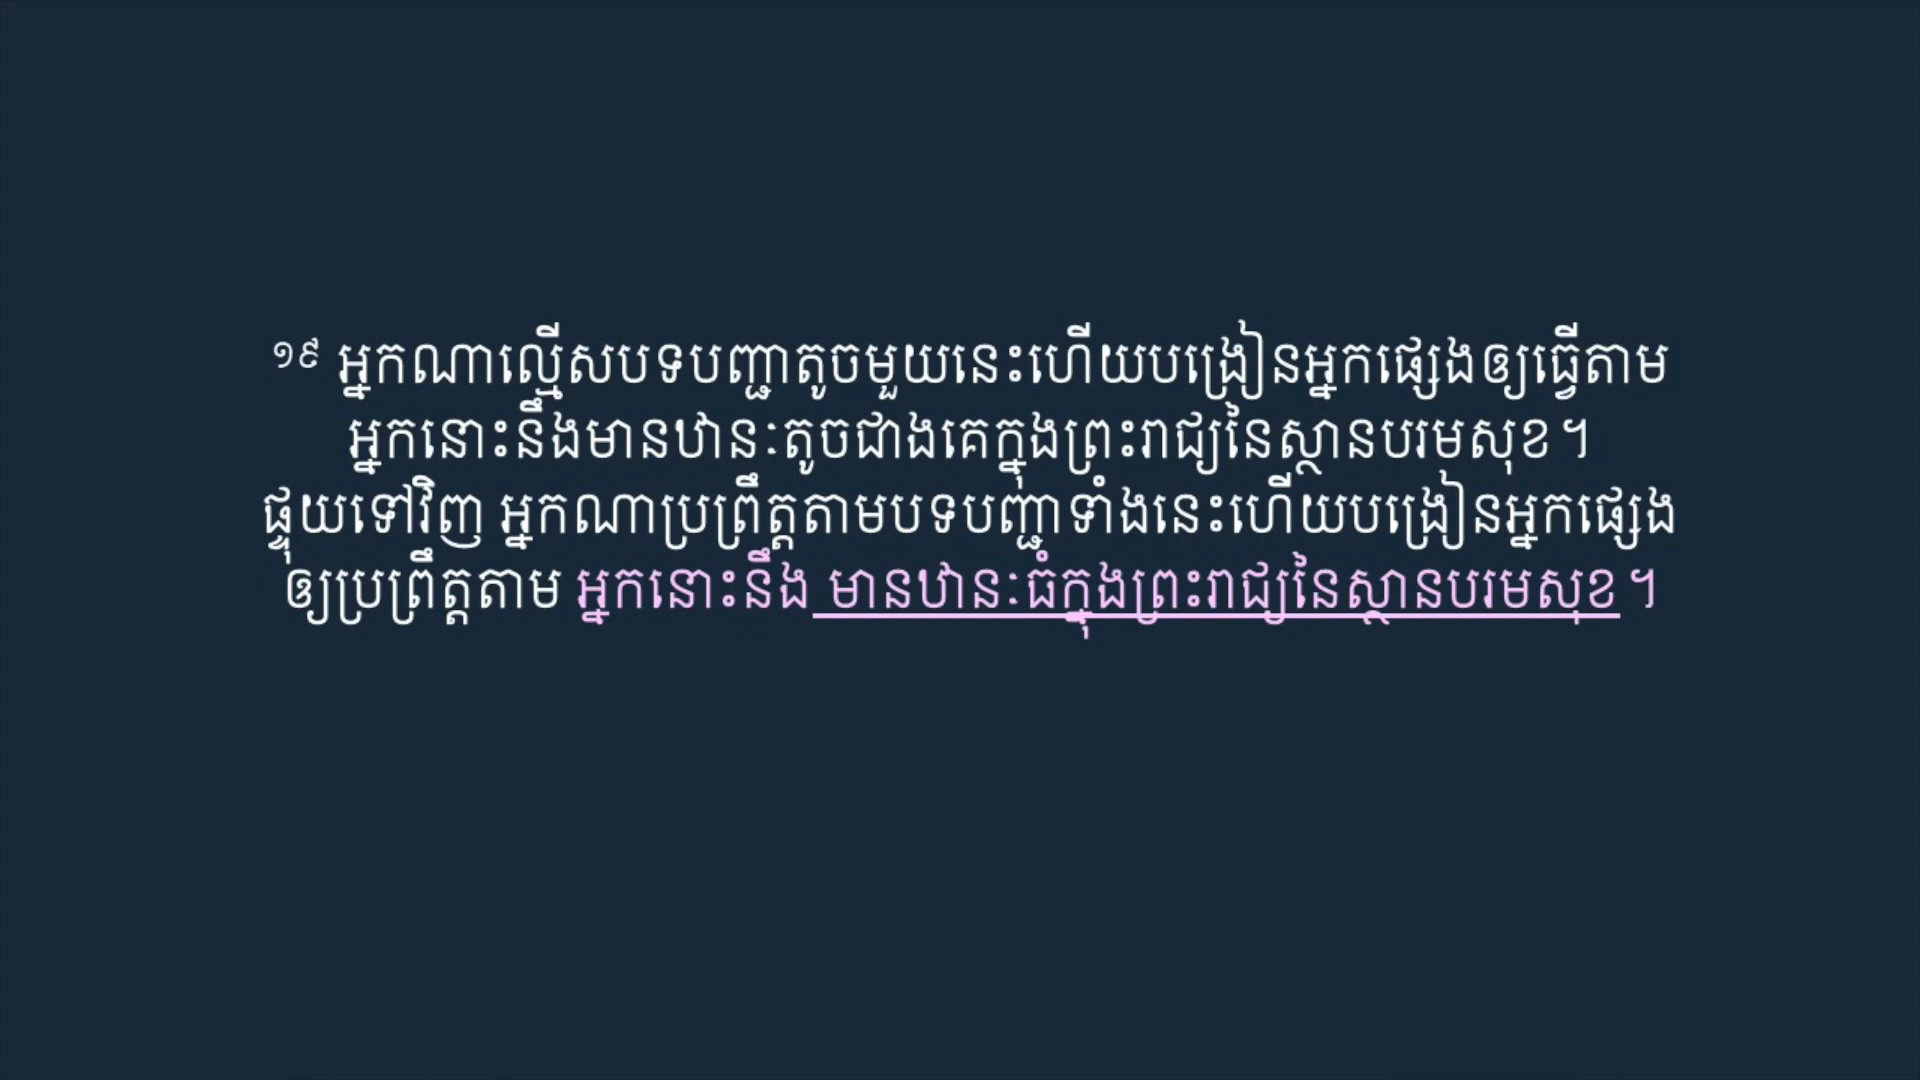 ១៩ អ្នកណាល្មើសបទបញ្ជាតូចមួយនេះហើយបង្រៀនអ្នកផ្សេងឲ្យធ្វើតាម
អ្នកនោះនឹងមានឋានៈតូចជាងគេក្នុងព្រះរាជ្យនៃស្ថានបរមសុខ។
ផ្ទុយទៅវិញ អ្នកណាប្រព្រឹត្តតាមបទបញ្ជាទាំងនេះហើយបង្រៀនអ្នកផ្សេង
ឲ្យប្រព្រឹត្តតាម អ្នកនោះនឹង មានឋានៈធំក្នុងព្រះរាជ្យនៃស្ថានបរមសុខ។